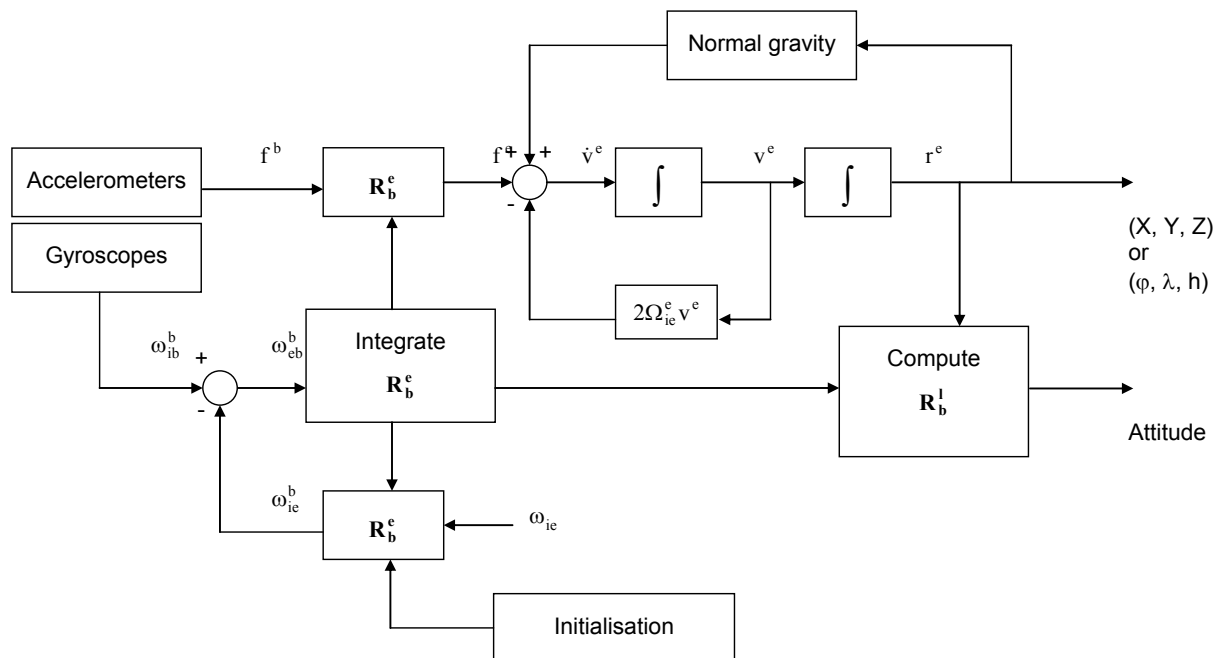 Normal gravity
f^b
f^e
+
+
v̇^e
v^e
r^e
Accelerometers
R_b^e
∫
∫
-
(X, Y, Z)
or
(φ, λ, h)
Gyroscopes
2Ω_ie^e v^e
ω_ib^b
+
ω_eb^b
Integrate
R_b^e
Compute
R_b^l
-
Attitude
ω_ie^b
R_b^e
ω_ie
Initialisation